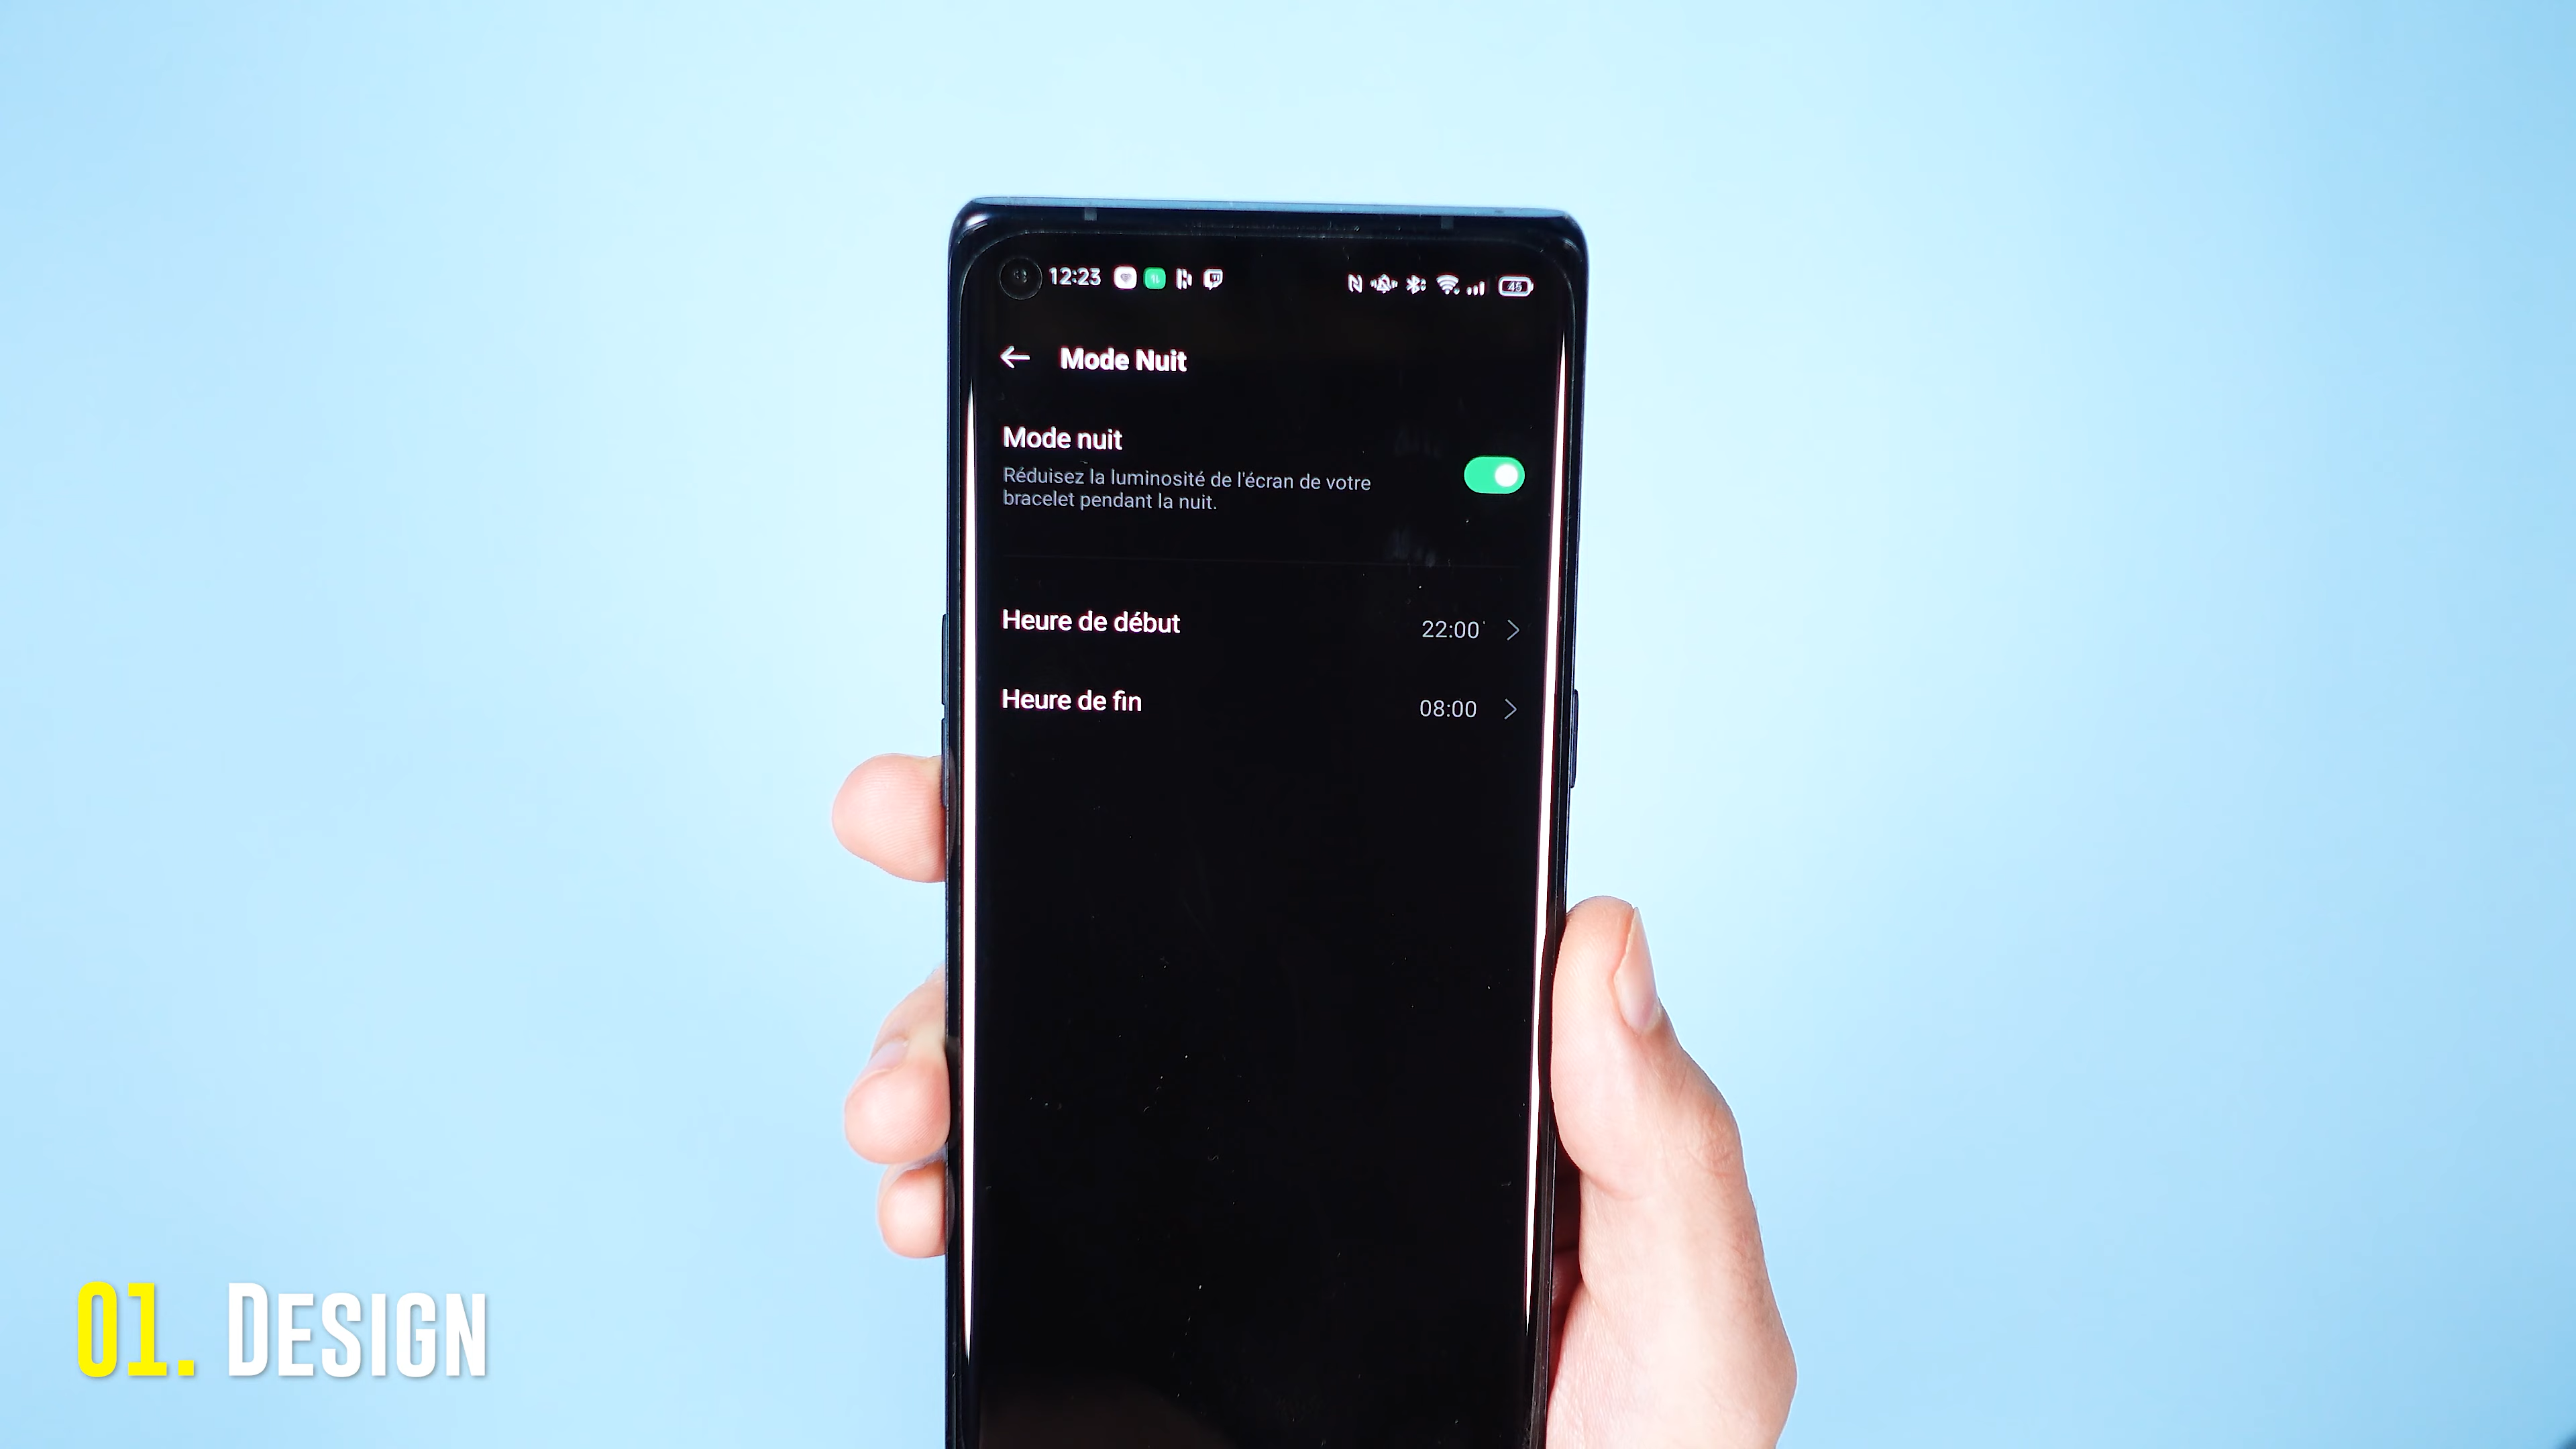 12:23
45
Mode Nuit
Mode nuit
Réduisez la luminosité de l'écran de votre
bracelet pendant la nuit.
Heure de début 22:00
Heure de fin 08:00
01. DESIGN